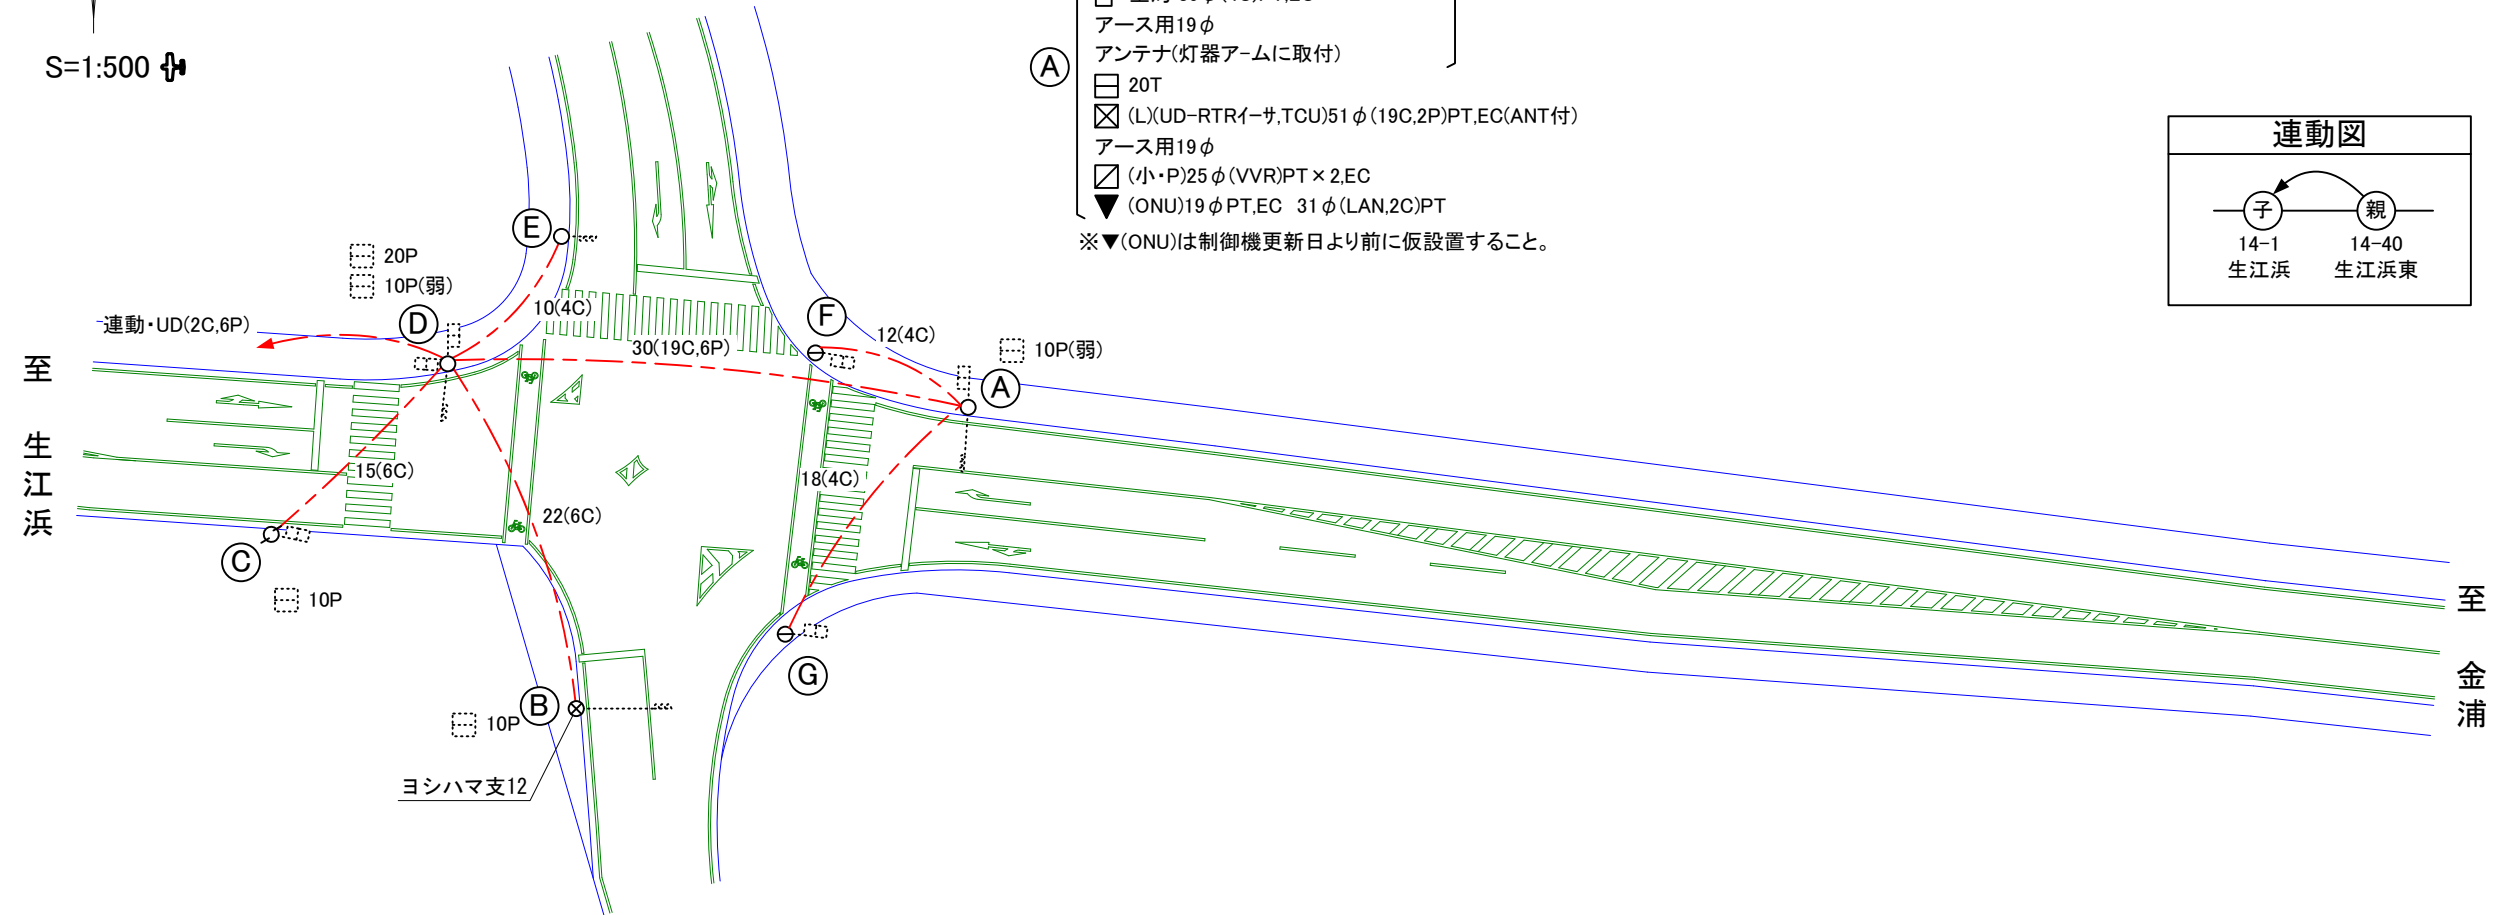 S=1:500
アース用19φ
アンテナ(灯器アームに取付)
A
20T
(L)(UD-RTRイーサ,TCU)51φ(19C,2P)PT,EC(ANT付)
アース用19φ
(小・P)25φ(VVR)PT×2,EC
(ONU)19φPT,EC 31φ(LAN,2C)PT
※▼(ONU)は制御機更新日より前に仮設置すること。
連動図
子
親
14-1
14-40
生江浜
生江浜東
E
20P
10P(弱)
D
10(4C)
F
連動・UD(2C,6P)
12(4C)
30(19C,6P)
10P(弱)
A
至 生江浜
15(6C)
18(4C)
22(6C)
C
10P
G
B
10P
ヨシハマ支12
至 金浦